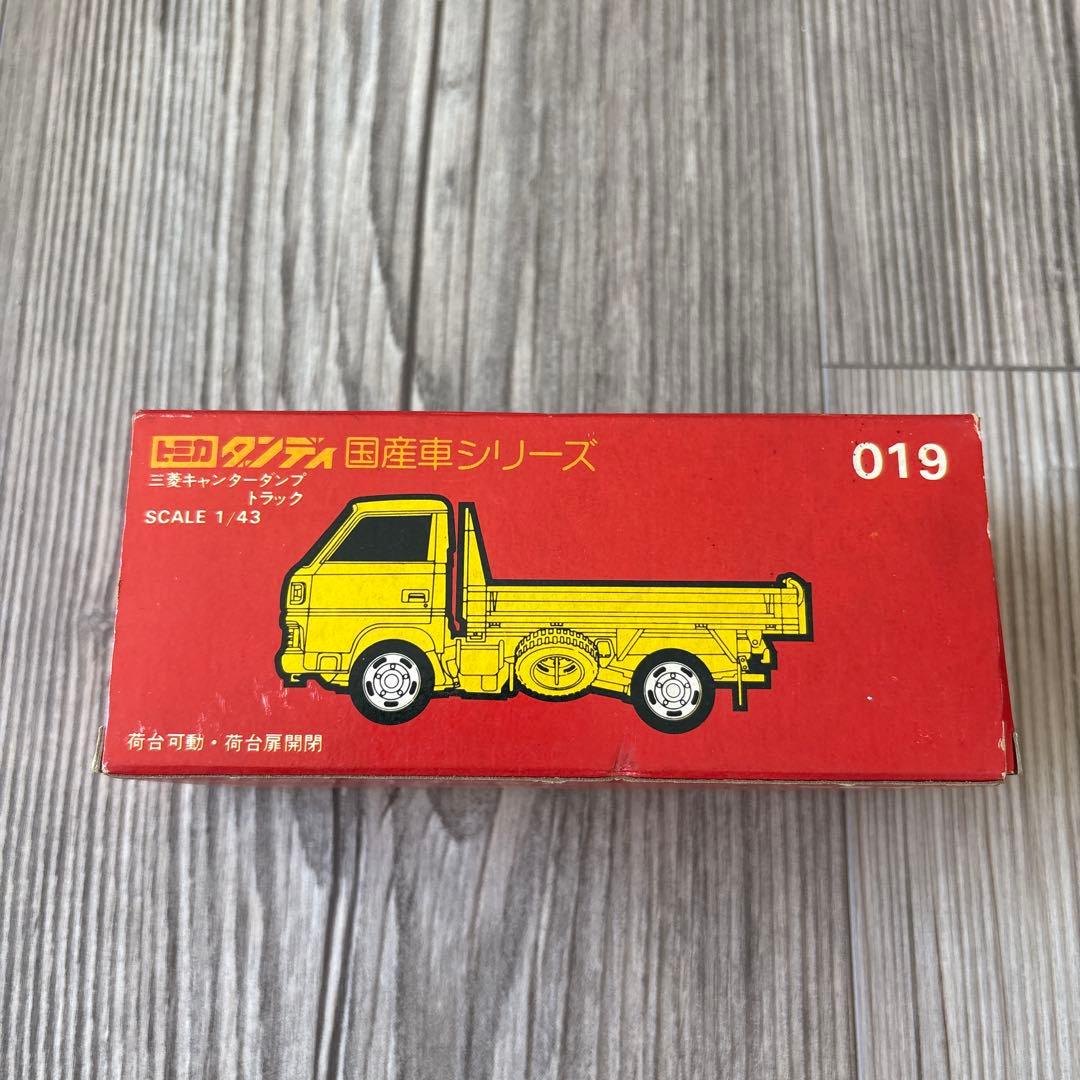 トミカ ダンディ 国産車シリーズ 019
三菱キャンターダンプ
トラック
SCALE 1/43
荷台可動・荷台扉開閉